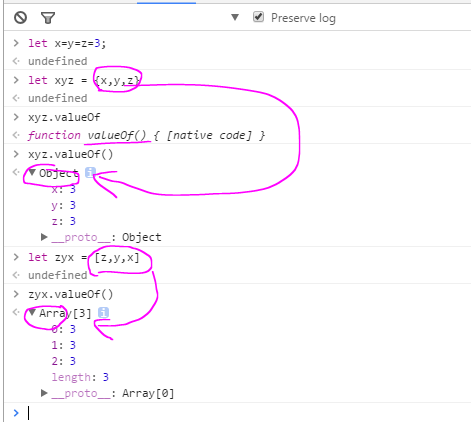 Preserve log
> let x=y=z=3;
undefined
> let xyz = {x,y,z}
undefined
> xyz.valueOf
function valueOf() { [native code] }
> xyz.valueOf()
▼Object i
x: 3
y: 3
z: 3
▶__proto__: Object
> let zyx = [z,y,x]
undefined
> zyx.valueOf()
▼Array[3] i
0: 3
1: 3
2: 3
length: 3
▶__proto__: Array[0]
>